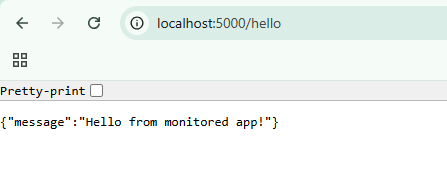 localhost:5000/hello
Pretty-print
{"message":"Hello from monitored app!"}